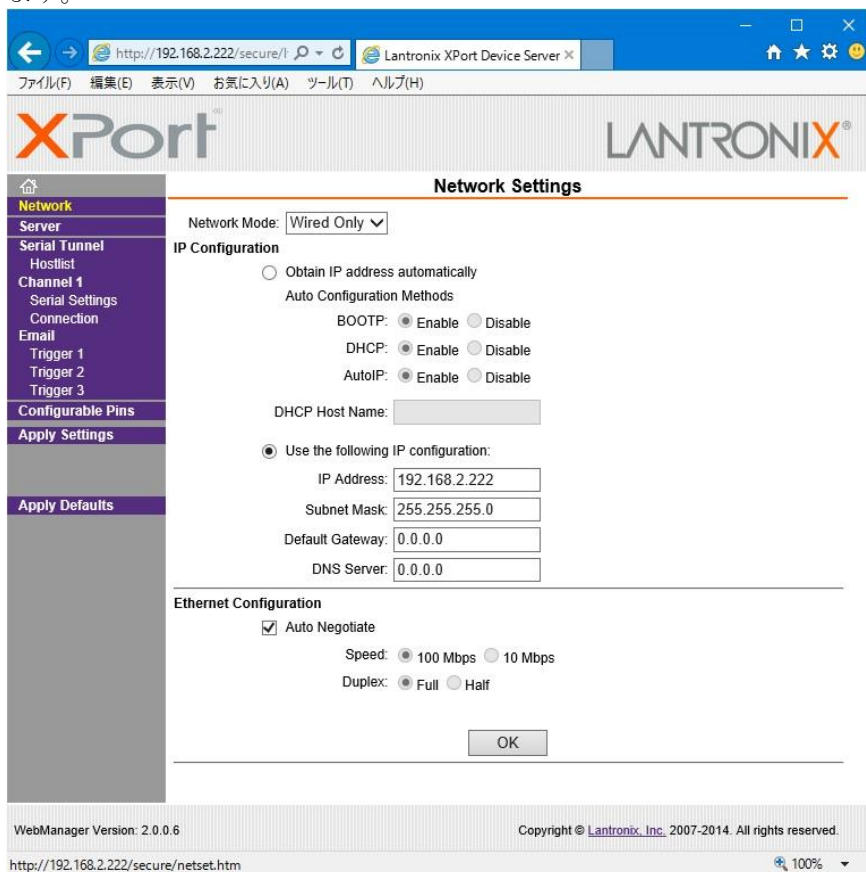 http://192.168.2.222/secure/l
Lantronix XPort Device Server
ファイル(F) 編集(E) 表示(V) お気に入り(A) ツール(T) ヘルプ(H)
XPort®
LANTRONIX®
Network
Server
Serial Tunnel
Hostlist
Channel 1
Serial Settings
Connection
Email
Trigger 1
Trigger 2
Trigger 3
Configurable Pins
Apply Settings
Apply Defaults
Network Settings
Network Mode: Wired Only
IP Configuration
Obtain IP address automatically
Auto Configuration Methods
BOOTP: Enable Disable
DHCP: Enable Disable
AutoIP: Enable Disable
DHCP Host Name:
Use the following IP configuration:
IP Address: 192.168.2.222
Subnet Mask: 255.255.255.0
Default Gateway: 0.0.0.0
DNS Server: 0.0.0.0
Ethernet Configuration
Auto Negotiate
Speed: 100 Mbps 10 Mbps
Duplex: Full Half
OK
WebManager Version: 2.0.0.6
Copyright © Lantronix, Inc. 2007-2014. All rights reserved.
http://192.168.2.222/secure/netset.htm
100%